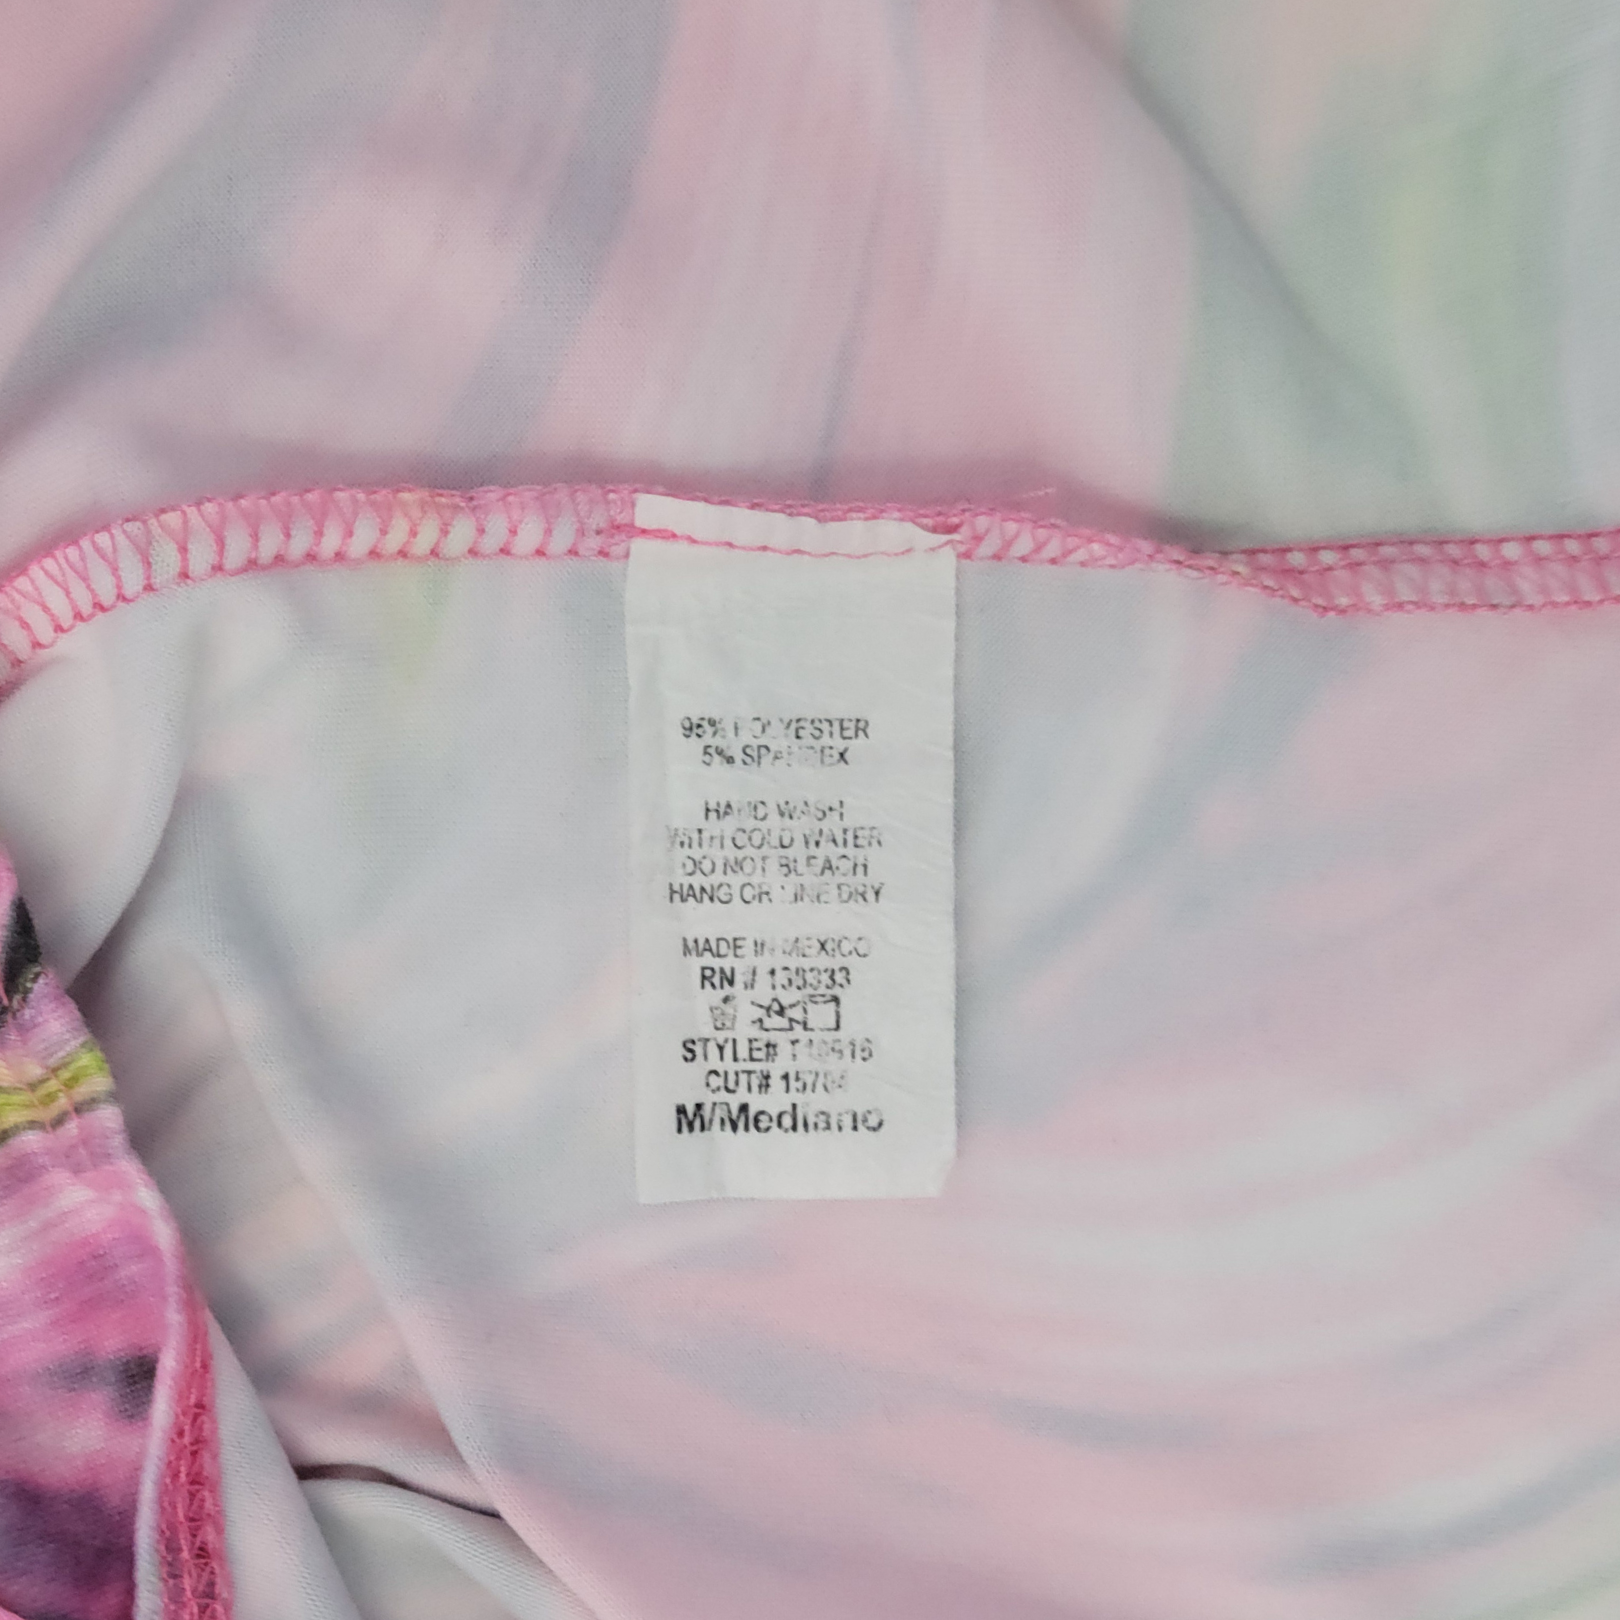 95% POLYESTER
5% SPANDEX
HAND WASH
WITH COLD WATER
DO NOT BLEACH
HANG OR LINE DRY
MADE IN MEXICO
RN # 138333
STYLE#
CUT#
M/Mediano